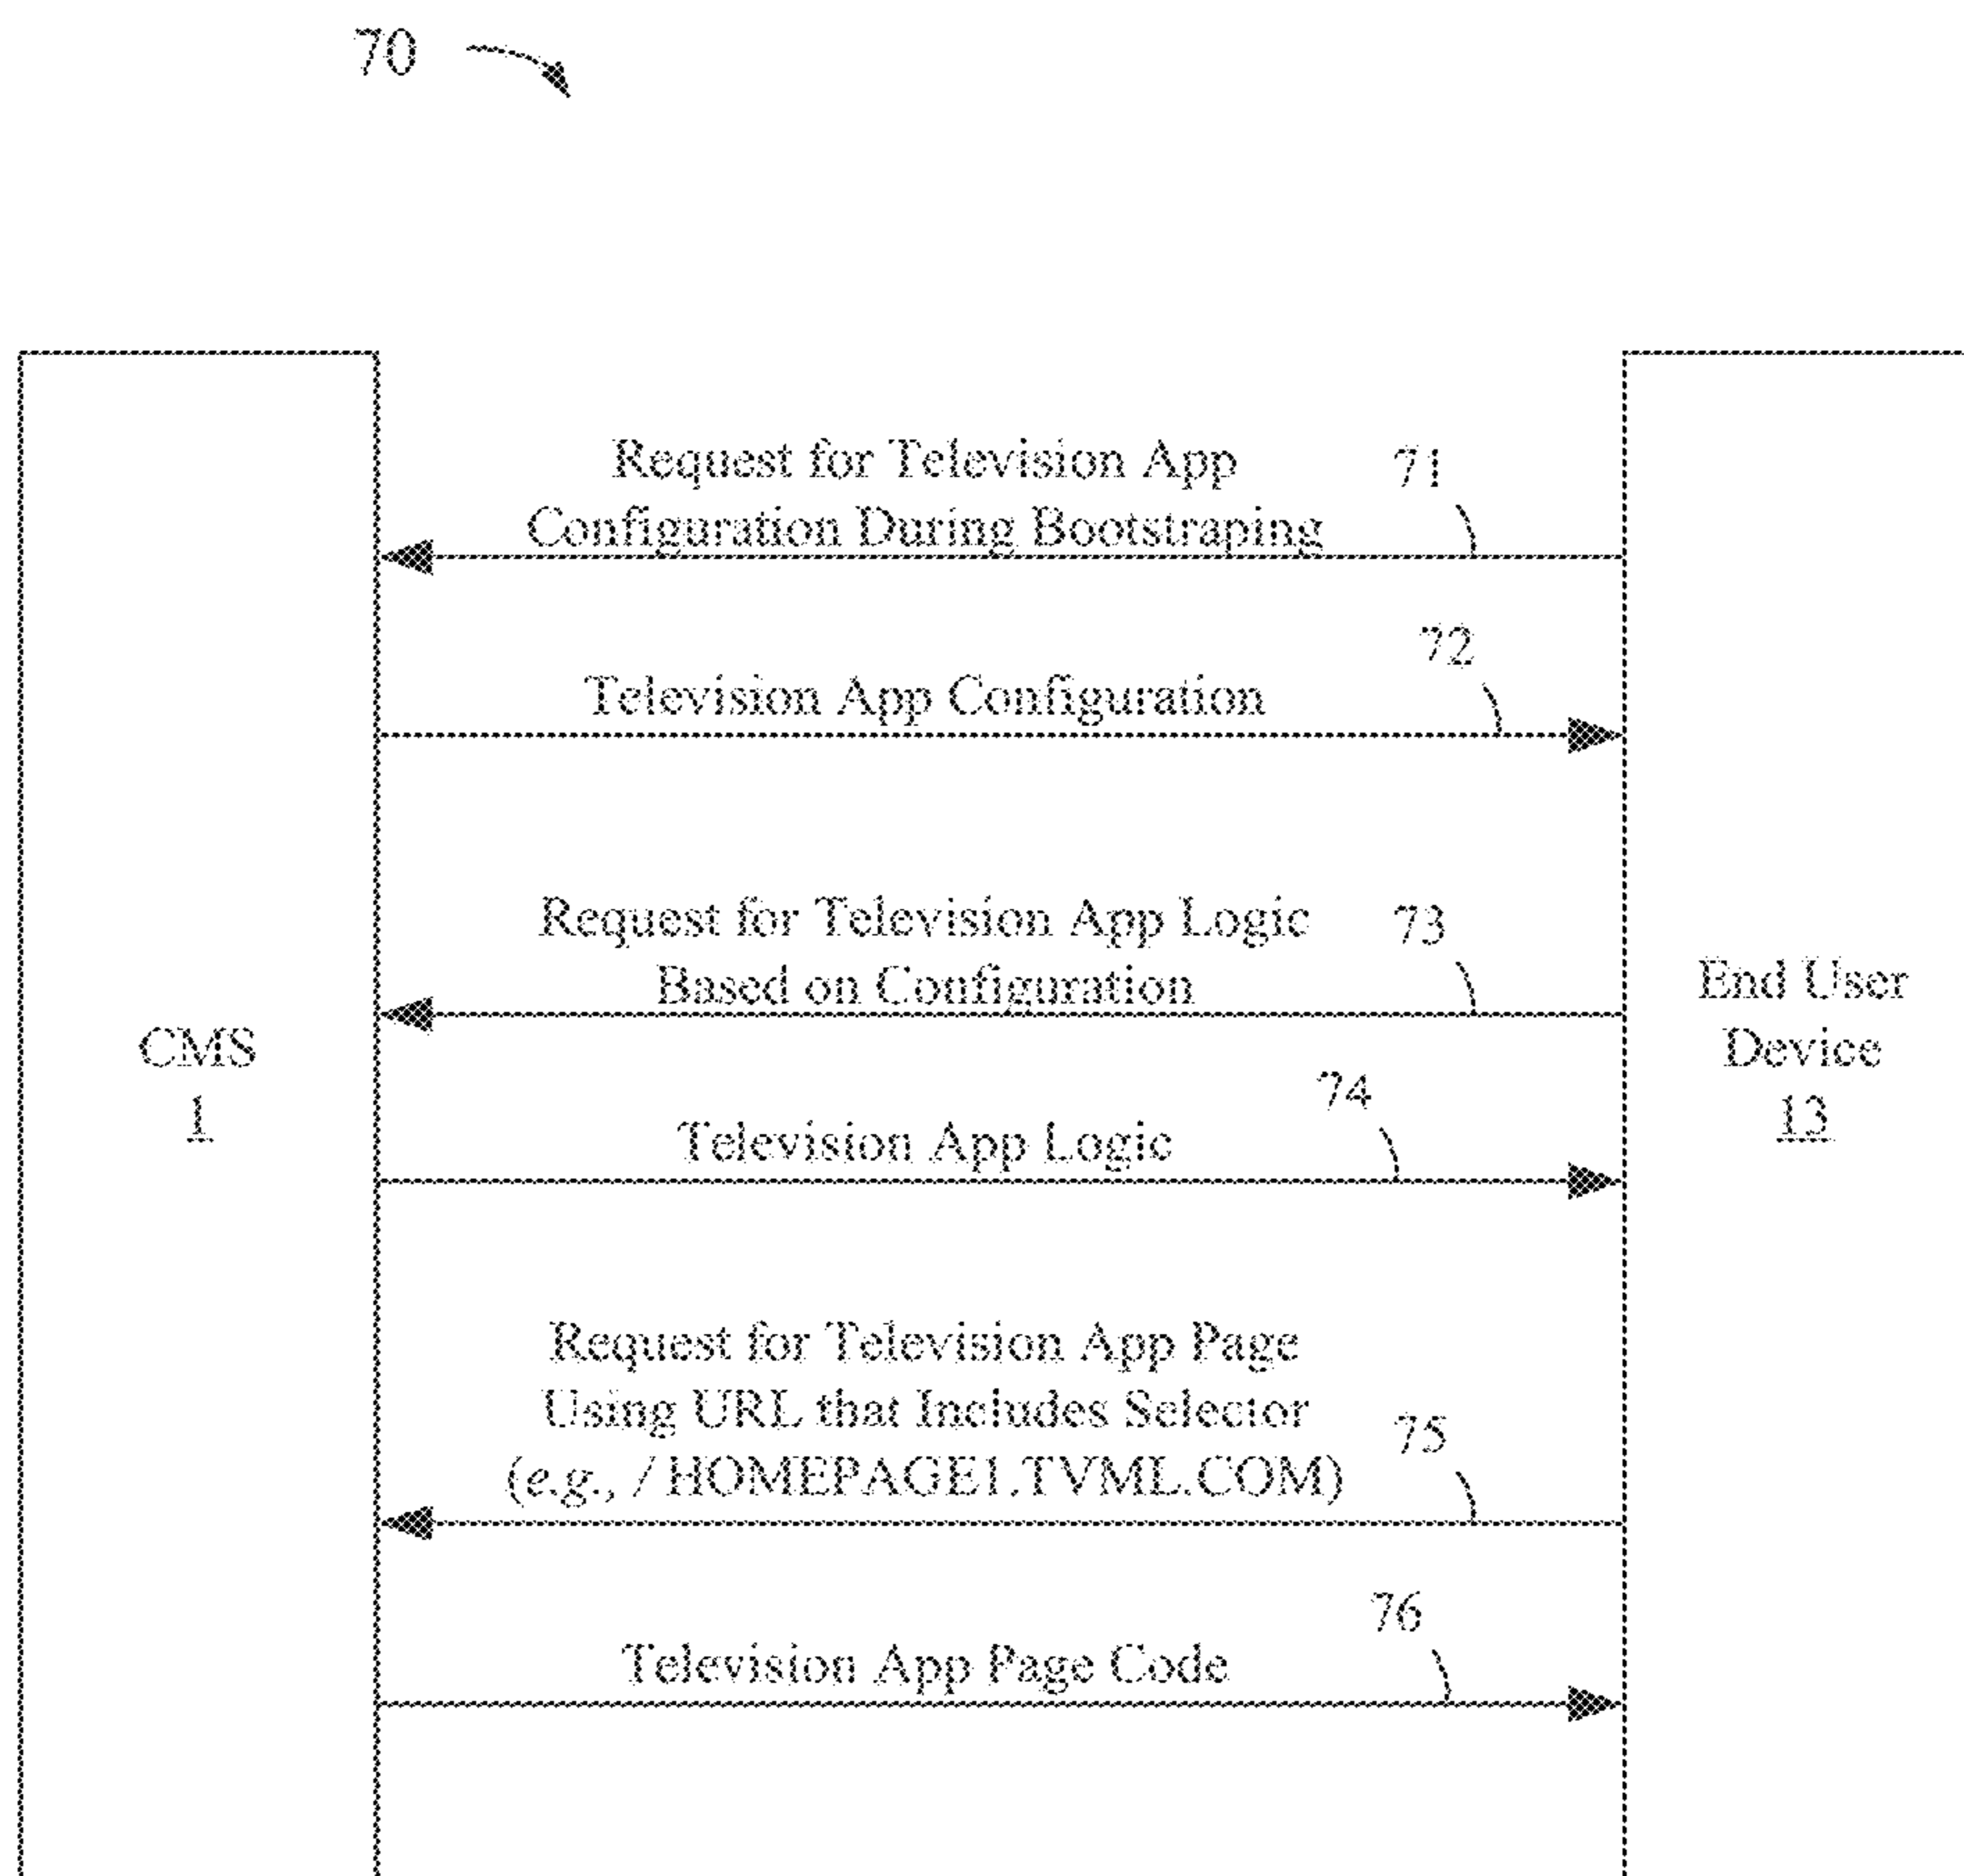 70
Request for Television App
Configuration During Bootstraping
71
72
Television App Configuration
Request for Television App Logic
Based on Configuration
73
End User
Device
13
CMS
1
74
Television App Logic
Request for Television App Page
Using URL that Includes Selector
(e.g., / HOMEPAGE1.TVML.COM)
75
76
Television App Page Code